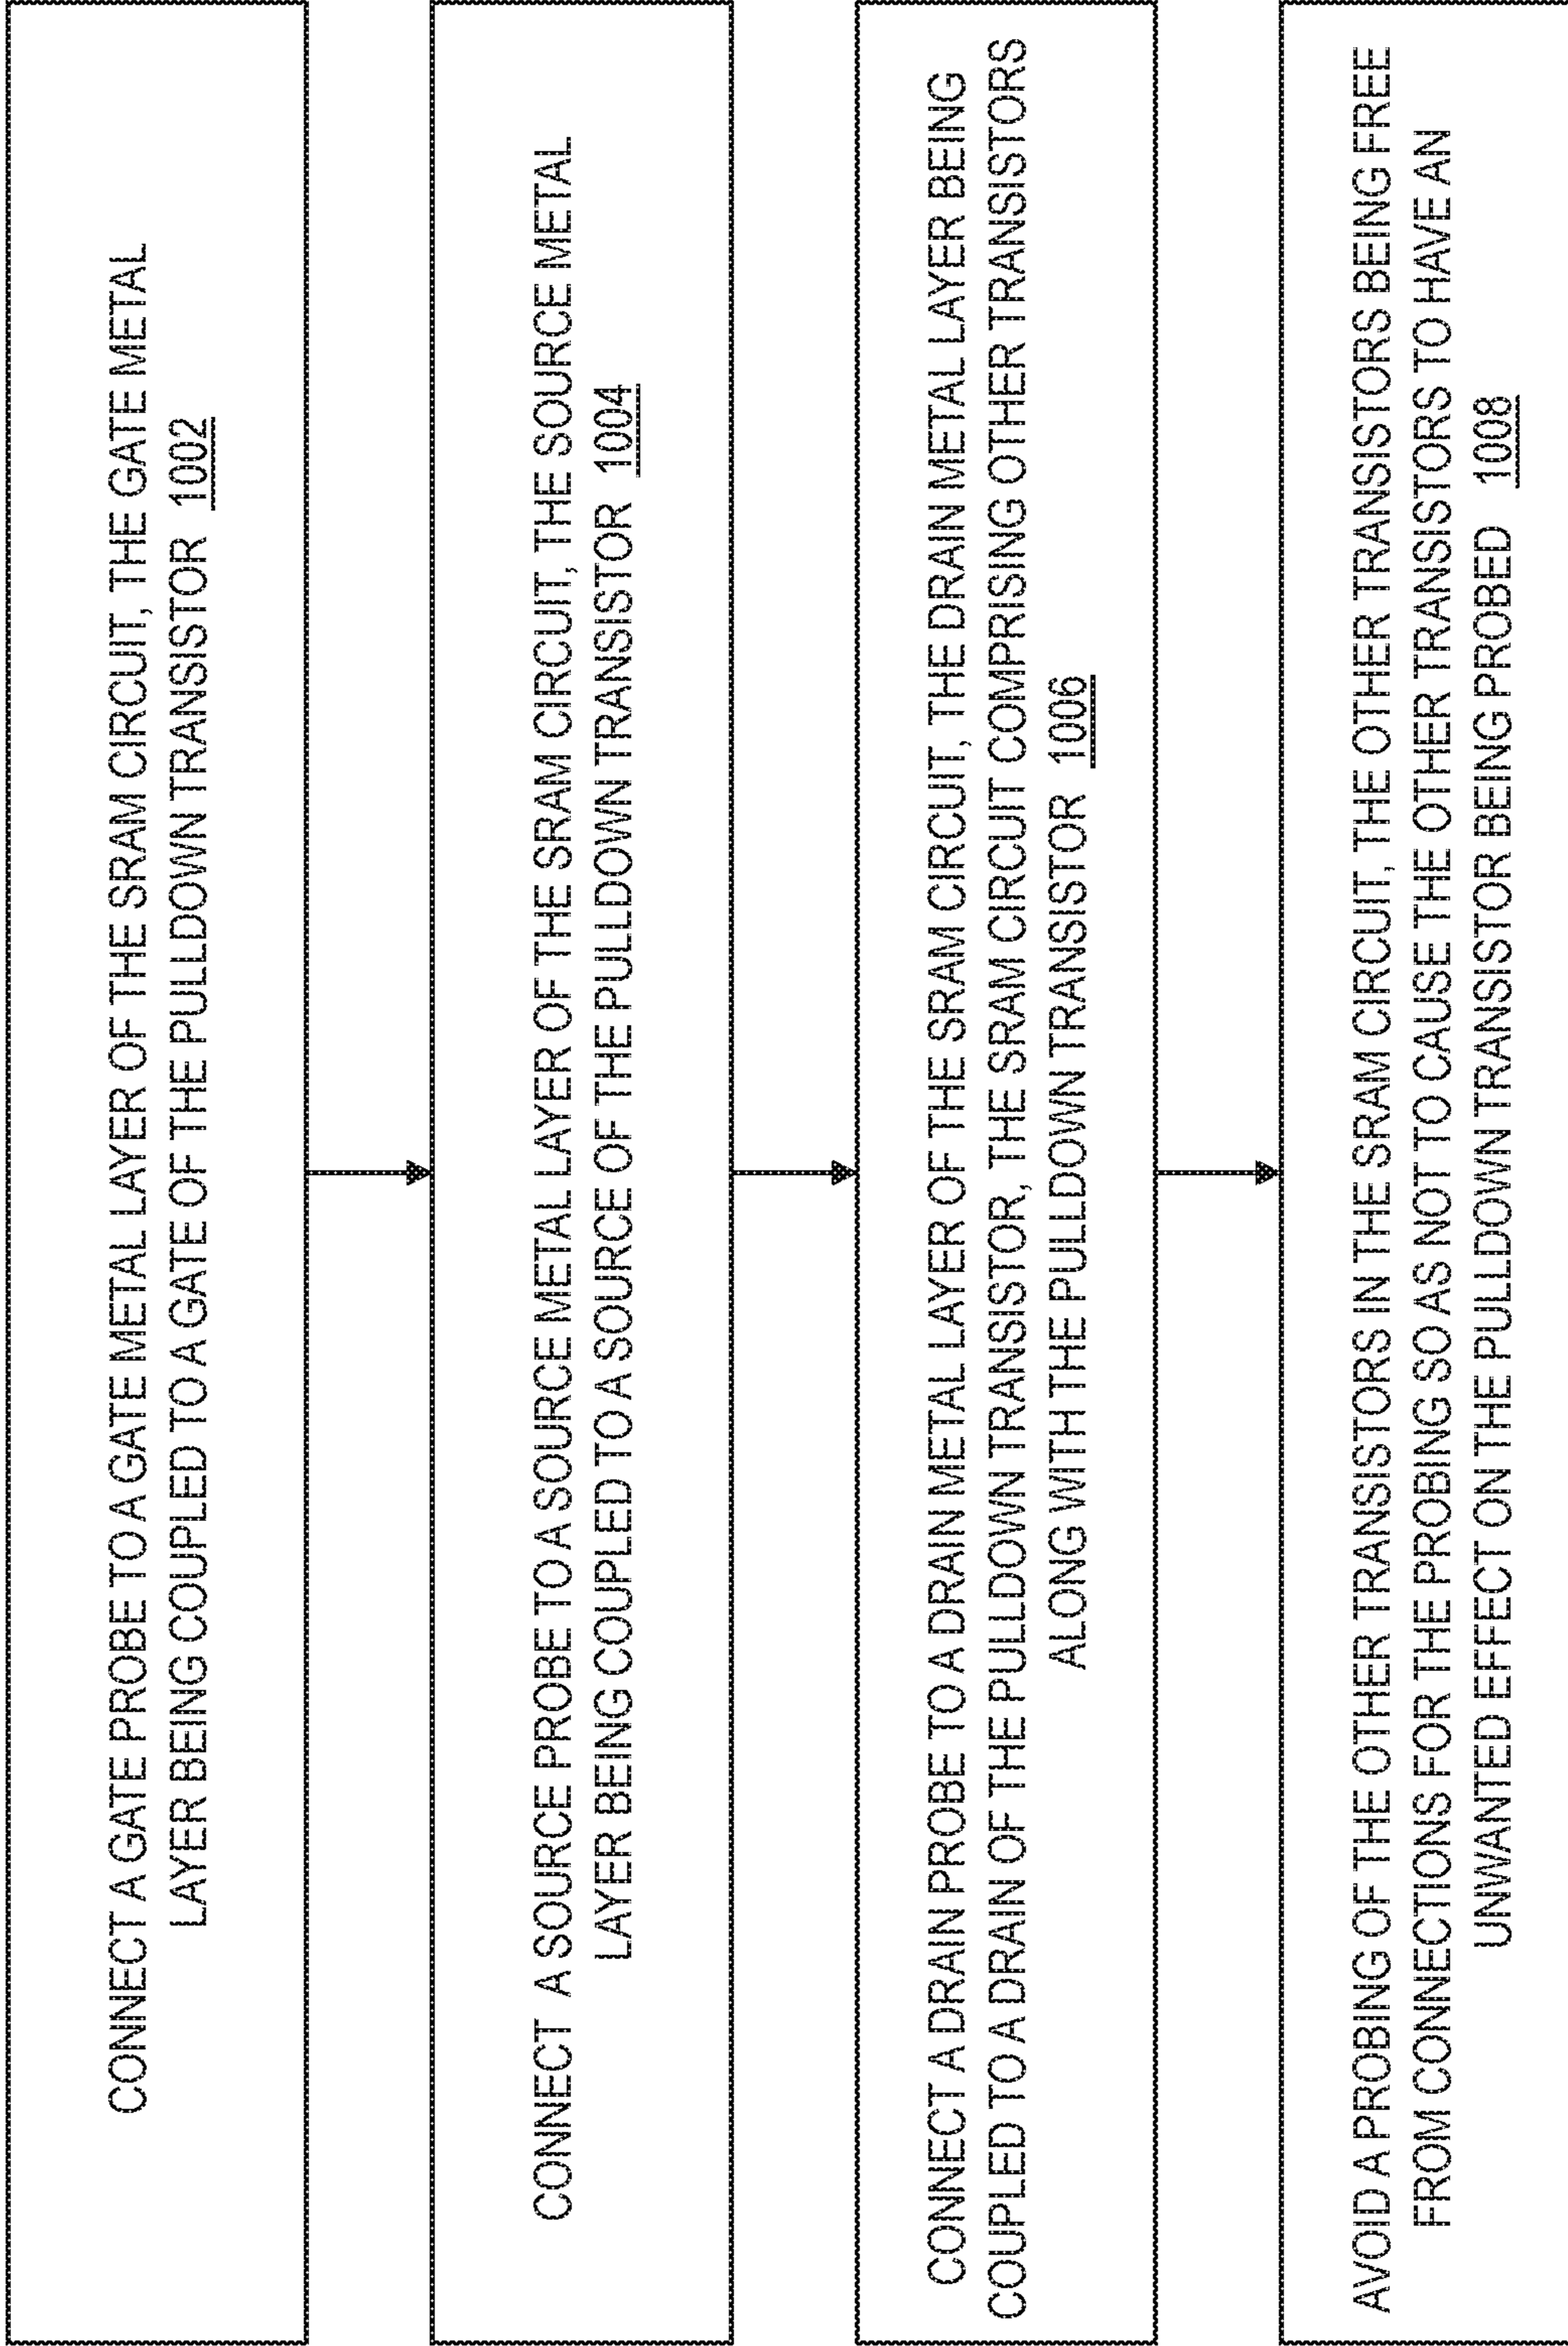 CONNECT A GATE PROBE TO A GATE METAL LAYER OF THE SRAM CIRCUIT, THE GATE METAL
LAYER BEING COUPLED TO A GATE OF THE PULLDOWN TRANSISTOR 1002
CONNECT A SOURCE PROBE TO A SOURCE METAL LAYER OF THE SRAM CIRCUIT, THE SOURCE METAL
LAYER BEING COUPLED TO A SOURCE OF THE PULLDOWN TRANSISTOR 1004
CONNECT A DRAIN PROBE TO A DRAIN METAL LAYER OF THE SRAM CIRCUIT, THE DRAIN METAL LAYER BEING
COUPLED TO A DRAIN OF THE PULLDOWN TRANSISTOR, THE SRAM CIRCUIT COMPRISING OTHER TRANSISTORS
ALONG WITH THE PULLDOWN TRANSISTOR 1006
AVOID A PROBING OF THE OTHER TRANSISTORS IN THE SRAM CIRCUIT, THE OTHER TRANSISTORS BEING FREE
FROM CONNECTIONS FOR THE PROBING SO AS NOT TO CAUSE THE OTHER TRANSISTORS TO HAVE AN
UNWANTED EFFECT ON THE PULLDOWN TRANSISTOR BEING PROBED 1008